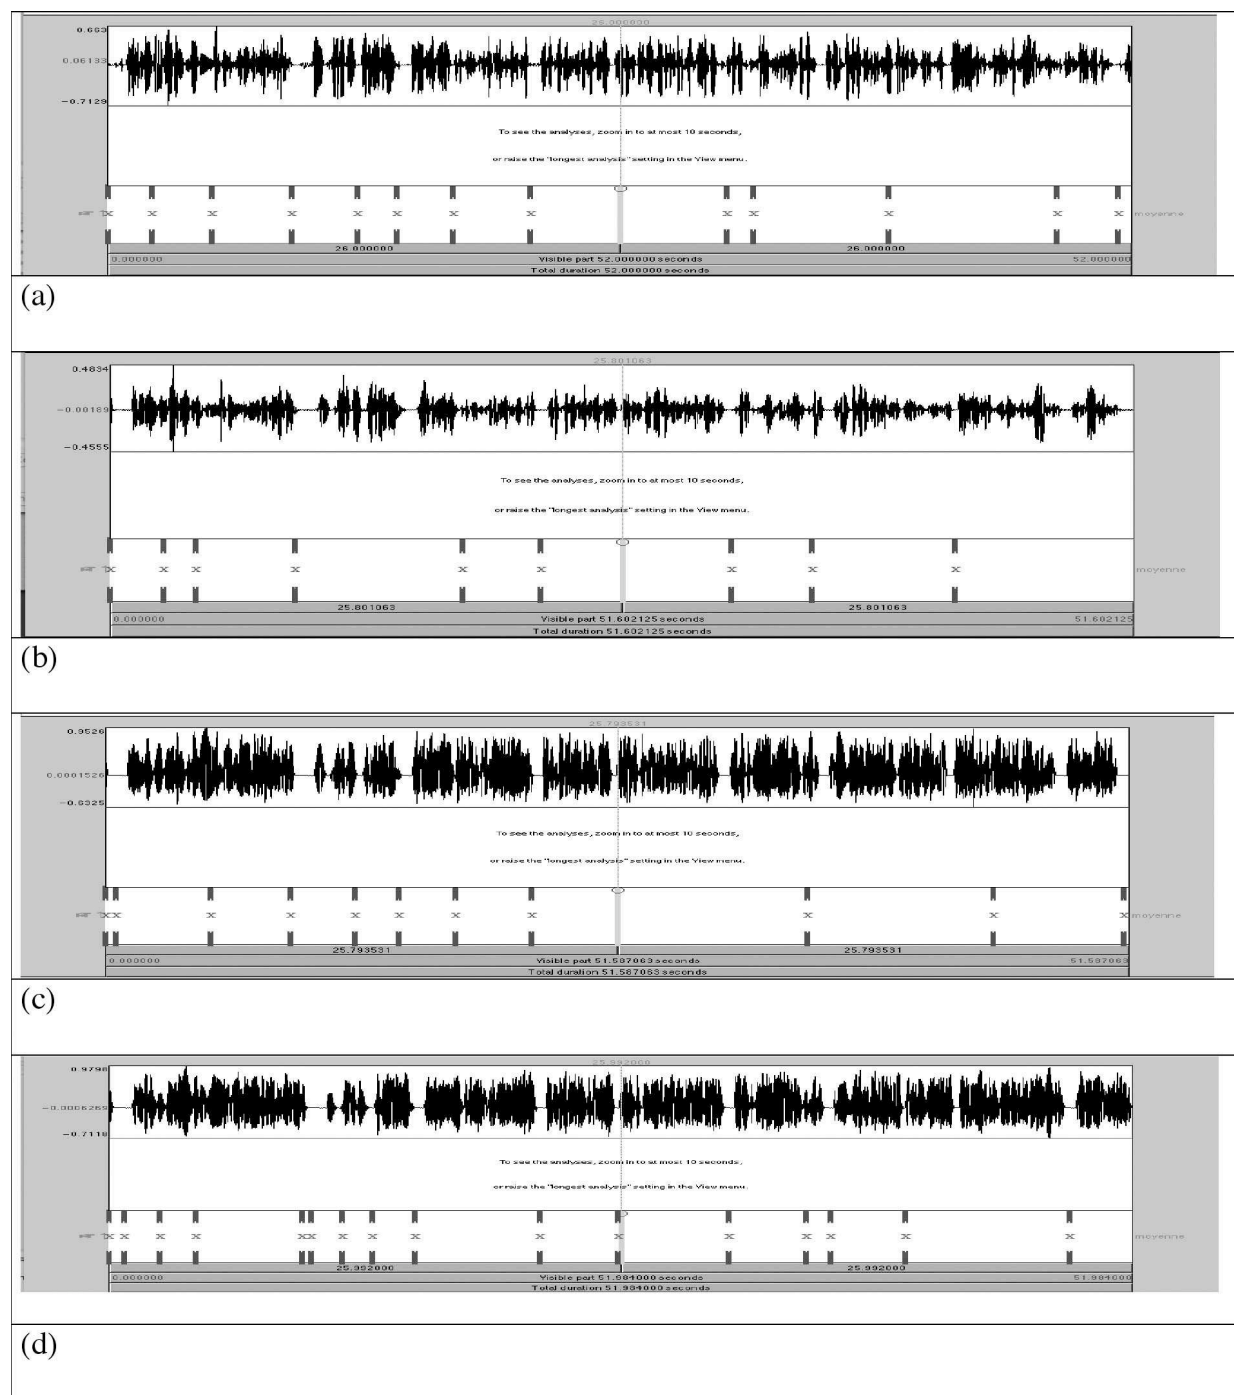 26.000000
0.663
0.06133
-0.7129
To see the analyses, zoom in to at most 10 seconds,
or raise the "longest analysis" setting in the View menu.
x x x x x x x x x x x x x
moyenne
26.000000 26.000000
0.000000 Visible part 52.000000 seconds 52.000000
Total duration 52.000000 seconds
(a)
25.801063
0.4834
-0.00189
-0.4555
To see the analyses, zoom in to at most 10 seconds,
or raise the "longest analysis" setting in the View menu.
x x x x x x x x x
moyenne
25.801063 25.801063
0.000000 Visible part 51.602125 seconds 51.602125
Total duration 51.602125 seconds
(b)
25.793531
0.9526
0.0001526
-0.6325
To see the analyses, zoom in to at most 10 seconds,
or raise the "longest analysis" setting in the View menu.
x x x x x x x x x x x
moyenne
25.793531 25.793531
0.000000 Visible part 51.587063 seconds 51.587063
Total duration 51.587063 seconds
(c)
25.992000
0.9798
-0.0006269
-0.7118
To see the analyses, zoom in to at most 10 seconds,
or raise the "longest analysis" setting in the View menu.
x x x x x x x x x x x x x x x x
moyenne
25.992000 25.992000
0.000000 Visible part 51.984000 seconds 51.984000
Total duration 51.984000 seconds
(d)